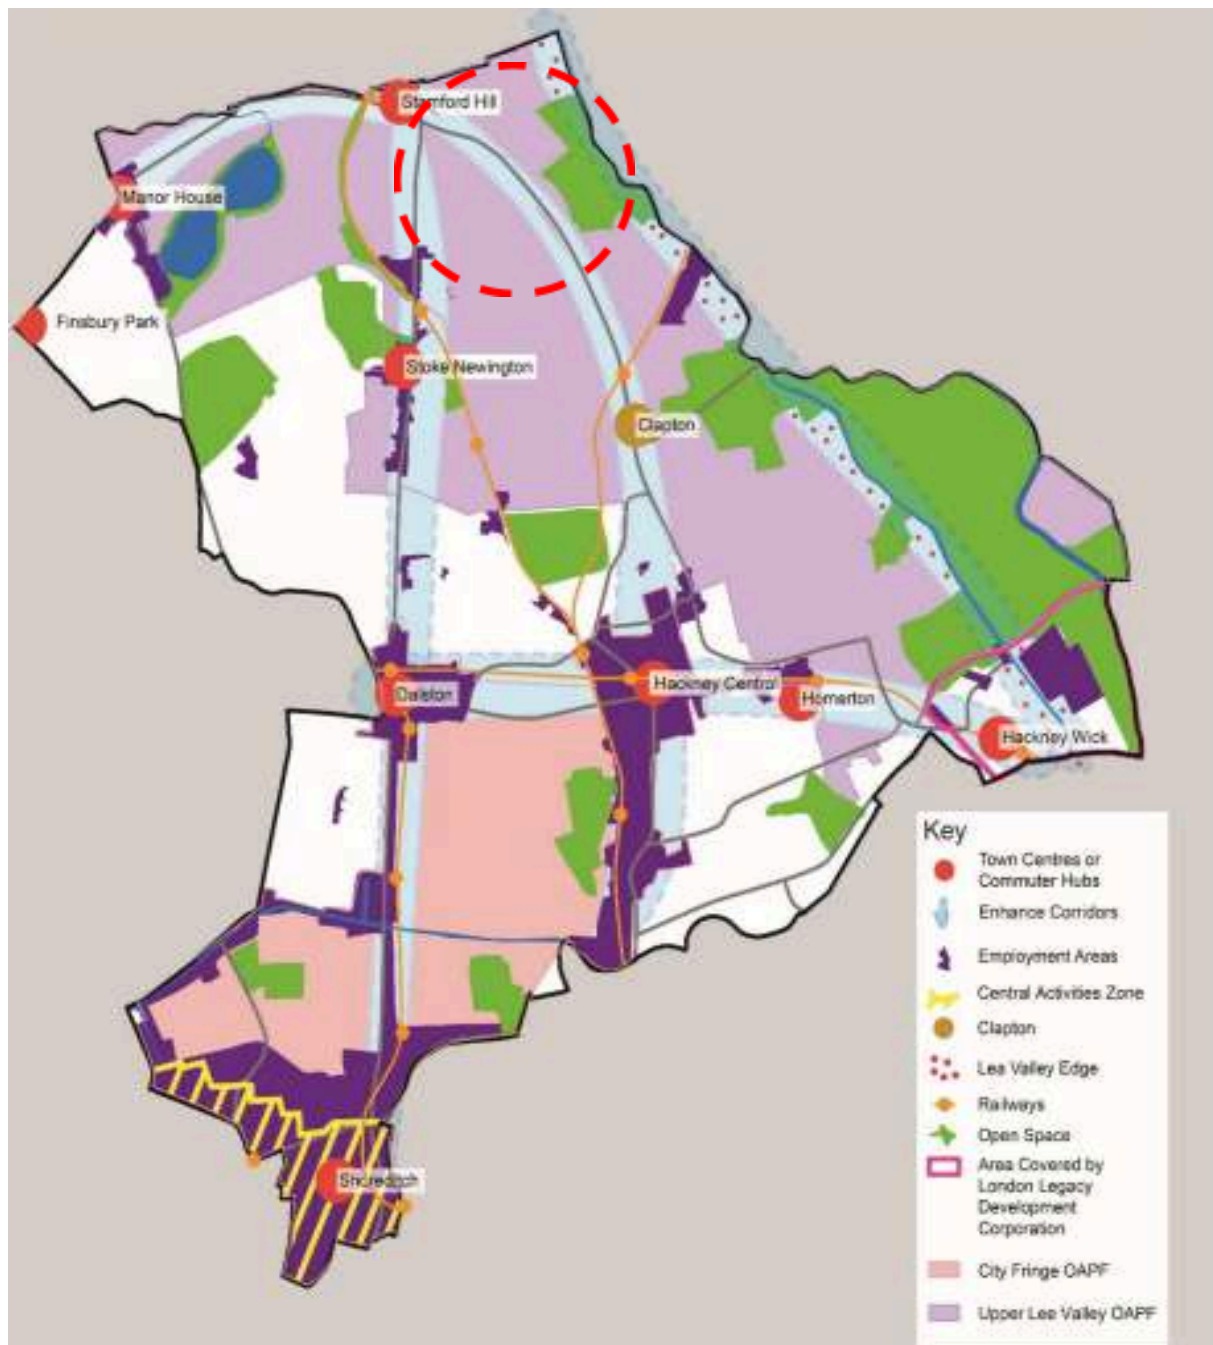 Stamford Hill
Manor House
Finsbury Park
Stoke Newington
Clapton
Hackney Central
Dalston
Homerton
Hackney Wick
Shoreditch
Key
Town Centres or
Commuter Hubs
Enhance Corridors
Employment Areas
Central Activities Zone
Clapton
Lea Valley Edge
Railways
Open Space
Area Covered by
London Legacy
Development
Corporation
City Fringe OAPF
Upper Lee Valley OAPF